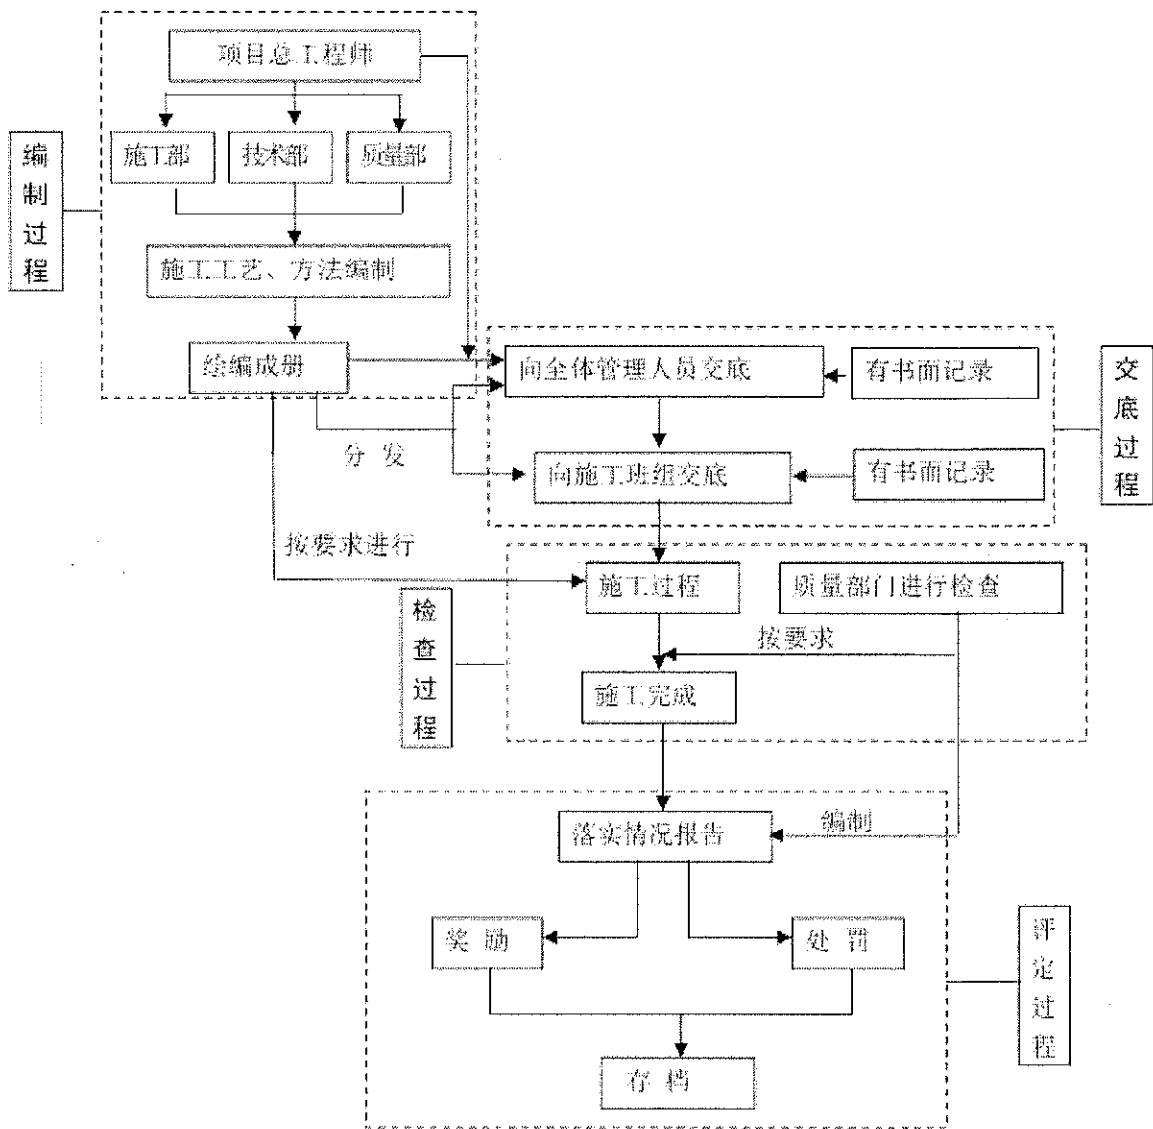 项目总工程师
施工部
技术部
质量部
编制过程
施工工艺、方法编制
绘编成册
向全体管理人员交底
有书面记录
交底过程
分 发
向施工班组交底
有书面记录
按要求进行
施工过程
质量部门进行检查
检查过程
按要求
施工完成
落实情况报告
编制
奖 励
处 罚
评定过程
存 档